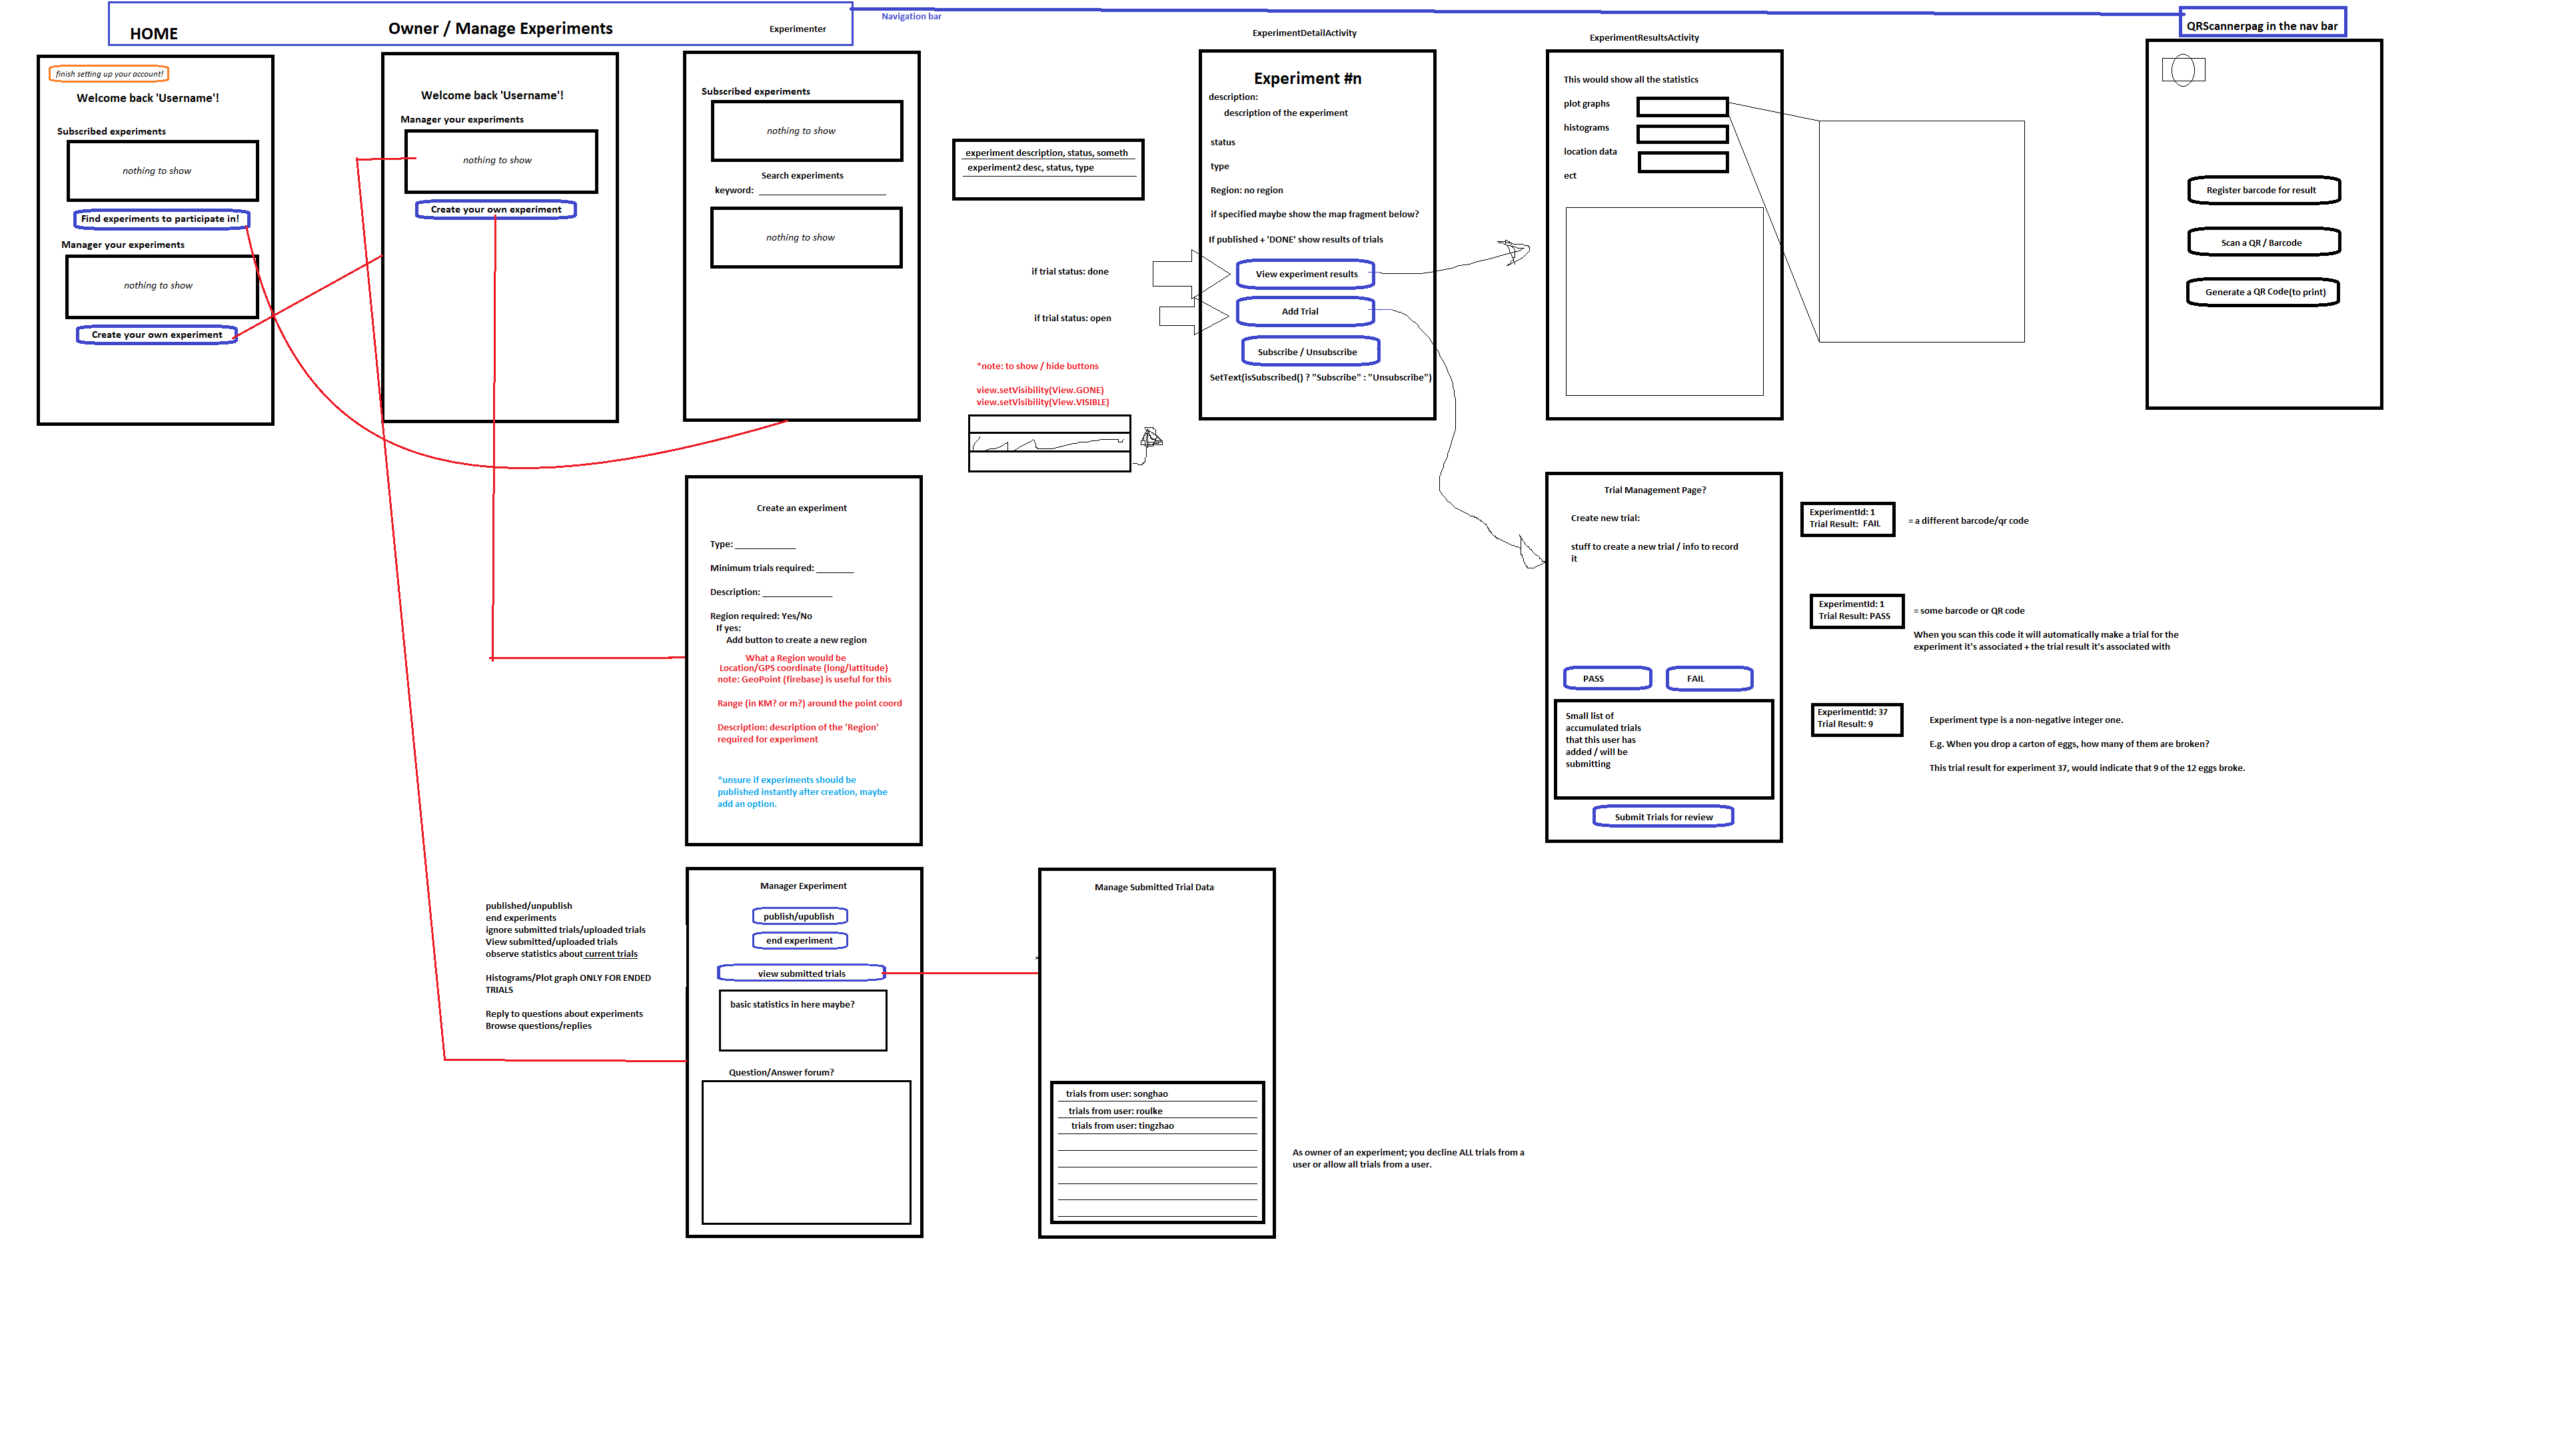 HOME
Owner / Manage Experiments
Experimenter
Navigation bar
QRScannerpag in the nav bar
finish setting up your account!
Welcome back 'Username'!
Subscribed experiments
nothing to show
Find experiments to participate in!
Manager your experiments
nothing to show
Create your own experiment
Welcome back 'Username'!
Manager your experiments
nothing to show
Create your own experiment
Subscribed experiments
nothing to show
Search experiments
keyword: ____________________________
nothing to show
experiment description, status, someth
experiment2 desc, status, type
if trial status: done
if trial status: open
*note: to show / hide buttons
view.setVisibility(View.GONE)
view.setVisibility(View.VISIBLE)
ExperimentDetailActivity
Experiment #n
description:
description of the experiment
status
type
Region: no region
if specified maybe show the map fragment below?
If published + 'DONE' show results of trials
View experiment results
Add Trial
Subscribe / Unsubscribe
SetText(isSubscribed() ? "Subscribe" : "Unsubscribe")
ExperimentResultsActivity
This would show all the statistics
plot graphs
histograms
location data
ect
Register barcode for result
Scan a QR / Barcode
Generate a QR Code(to print)
Create an experiment
Type: _____________
Minimum trials required: ________
Description: _______________
Region required: Yes/No
If yes:
Add button to create a new region
What a Region would be
Location/GPS coordinate (long/lattitude)
note: GeoPoint (firebase) is useful for this
Range (in KM? or m?) around the point coord
Description: description of the 'Region'
required for experiment
*unsure if experiments should be
published instantly after creation, maybe
add an option.
Trial Management Page?
Create new trial:
stuff to create a new trial / info to record
it
PASS
FAIL
Small list of
accumulated trials
that this user has
added / will be
submitting
Submit Trials for review
ExperimentId: 1
Trial Result: FAIL
= a different barcode/qr code
ExperimentId: 1
Trial Result: PASS
= some barcode or QR code
When you scan this code it will automatically make a trial for the
experiment it's associated + the trial result it's associated with
ExperimentId: 37
Trial Result: 9
Experiment type is a non-negative integer one.
E.g. When you drop a carton of eggs, how many of them are broken?
This trial result for experiment 37, would indicate that 9 of the 12 eggs broke.
published/unpublish
end experiments
ignore submitted trials/uploaded trials
View submitted/uploaded trials
observe statistics about current trials
Histograms/Plot graph ONLY FOR ENDED
TRIALS
Reply to questions about experiments
Browse questions/replies
Manager Experiment
publish/upublish
end experiment
view submitted trials
basic statistics in here maybe?
Question/Answer forum?
Manage Submitted Trial Data
trials from user: songhao
trials from user: roulke
trials from user: tingzhao
As owner of an experiment; you decline ALL trials from a
user or allow all trials from a user.